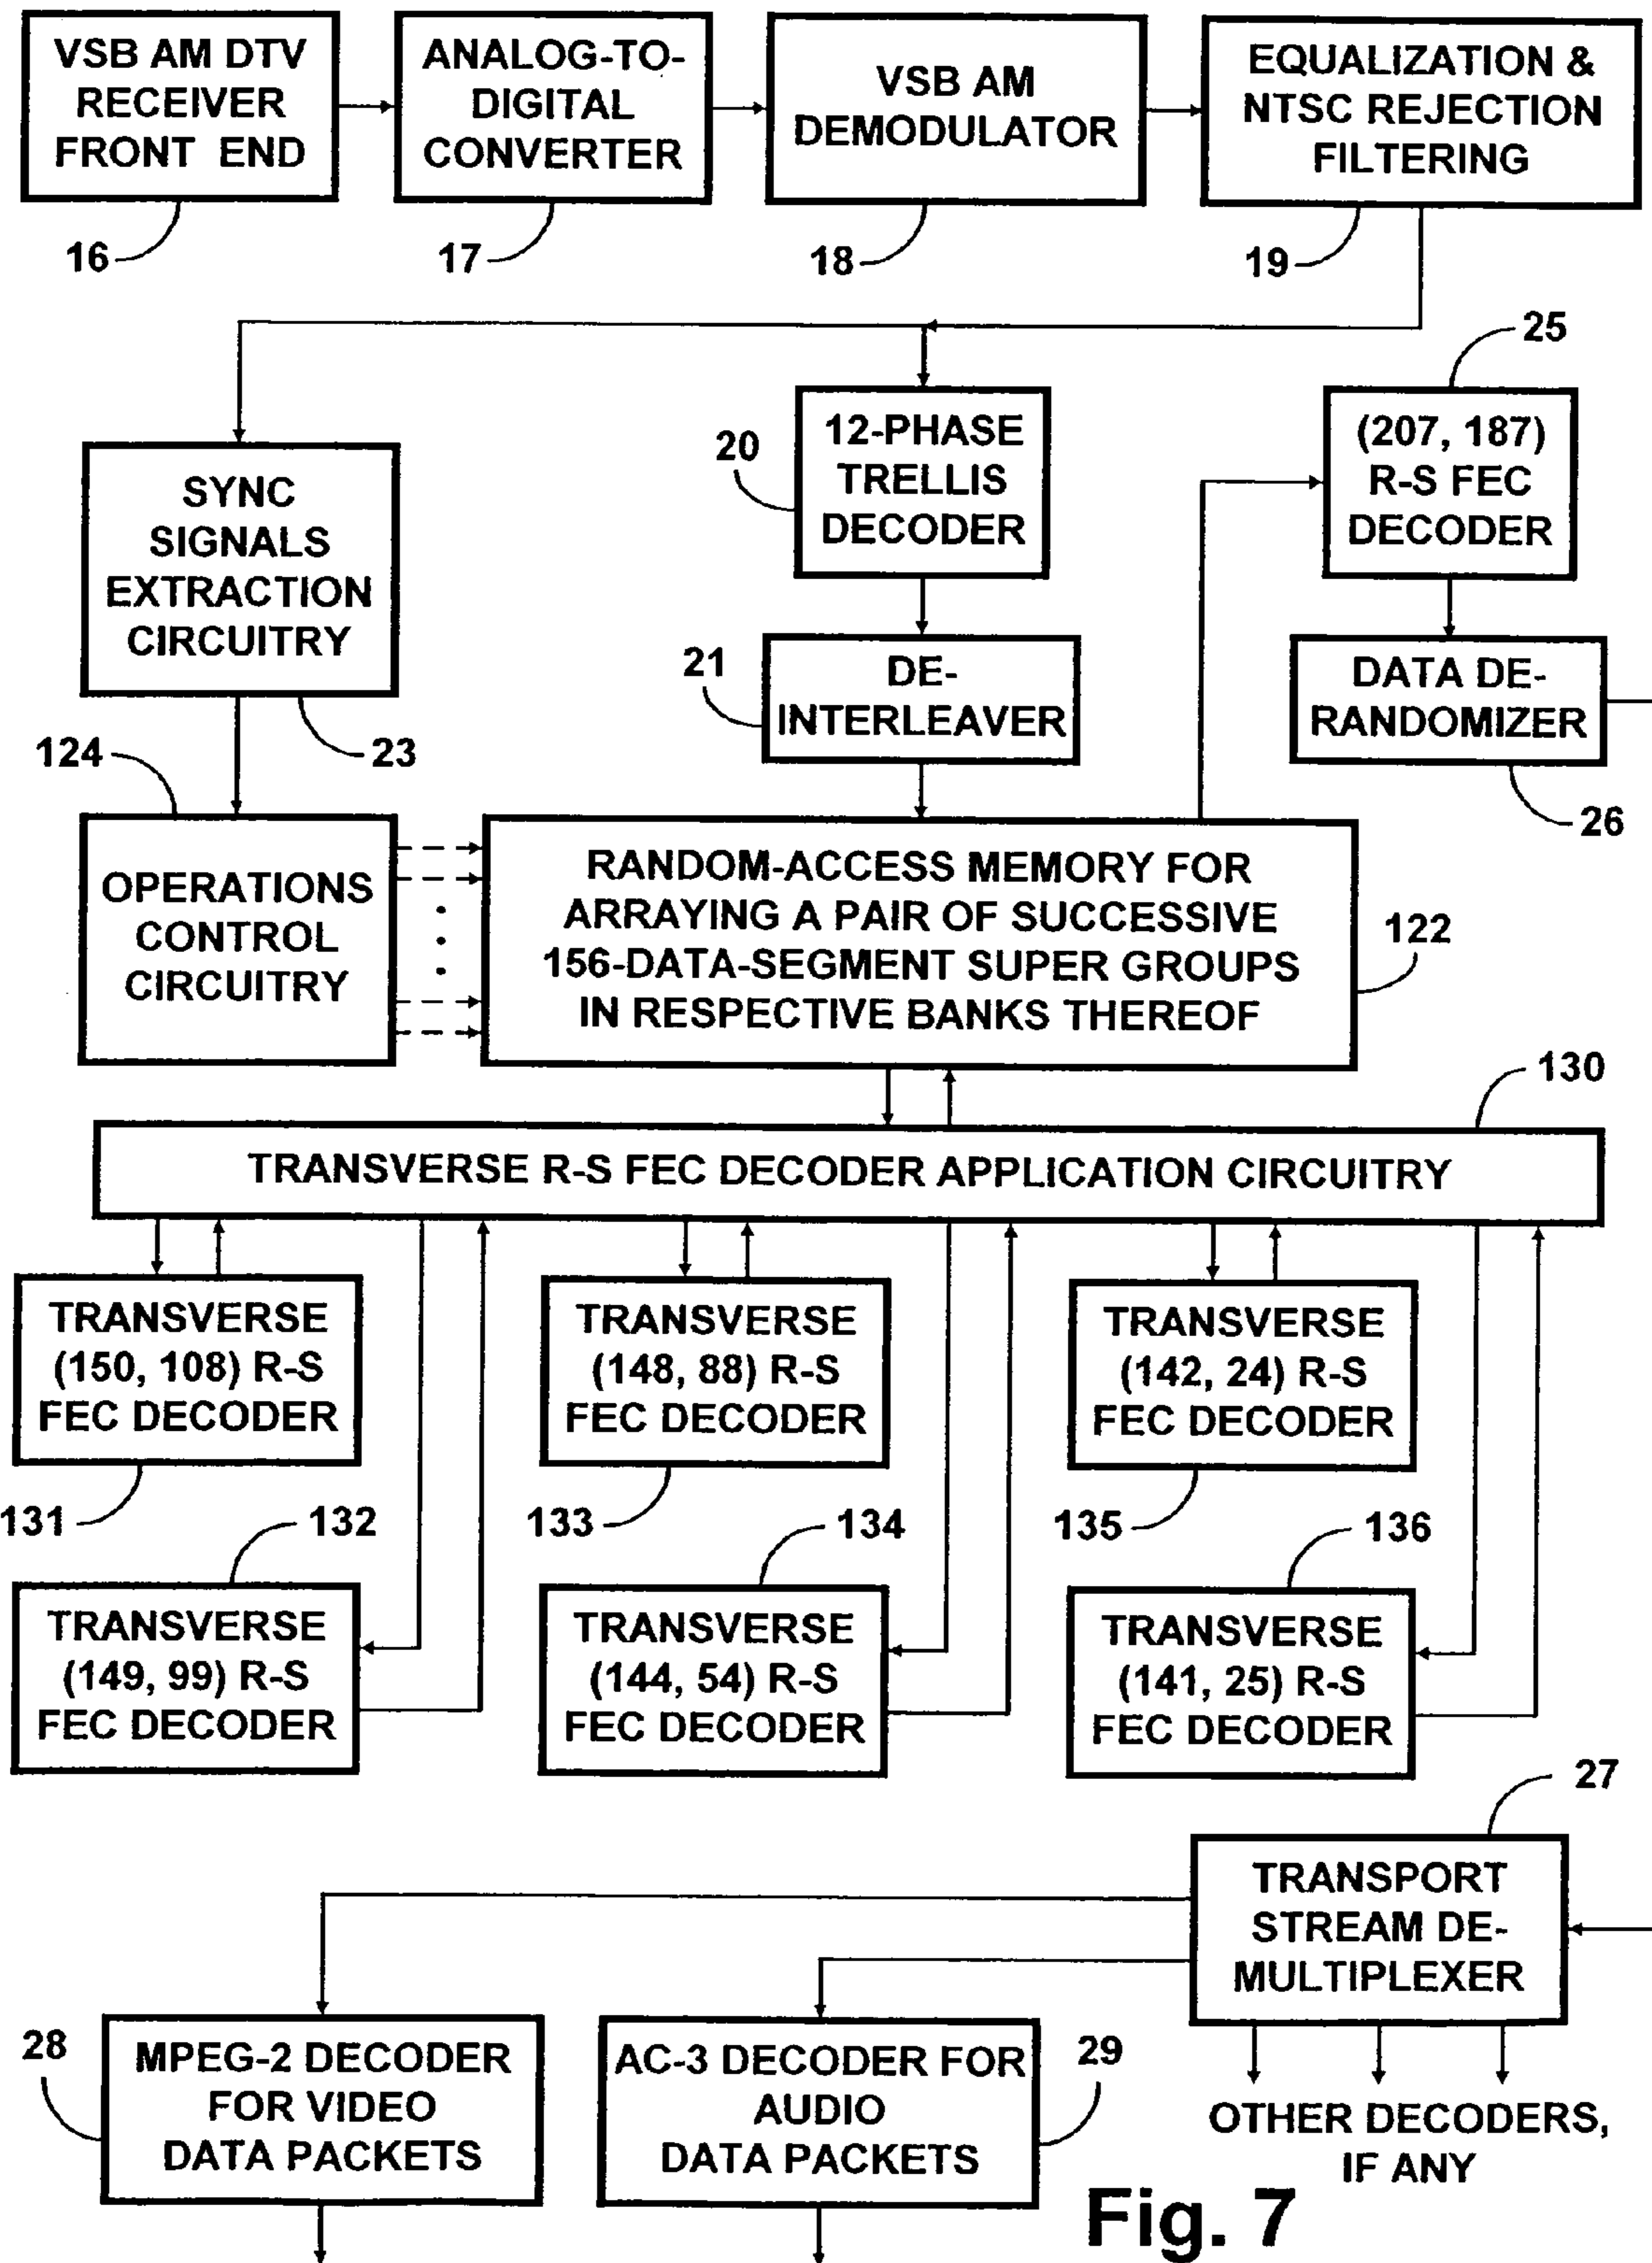 VSB AM DTV
RECEIVER
FRONT END
16
ANALOG-TO-
DIGITAL
CONVERTER
17
VSB AM
DEMODULATOR
18
EQUALIZATION &
NTSC REJECTION
FILTERING
19
SYNC
SIGNALS
EXTRACTION
CIRCUITRY
23
20
12-PHASE
TRELLIS
DECODER
25
(207, 187)
R-S FEC
DECODER
21
DE-
INTERLEAVER
DATA DE-
RANDOMIZER
26
124
OPERATIONS
CONTROL
CIRCUITRY
RANDOM-ACCESS MEMORY FOR
ARRAYING A PAIR OF SUCCESSIVE
156-DATA-SEGMENT SUPER GROUPS
IN RESPECTIVE BANKS THEREOF
122
130
TRANSVERSE R-S FEC DECODER APPLICATION CIRCUITRY
TRANSVERSE
(150, 108) R-S
FEC DECODER
131
TRANSVERSE
(148, 88) R-S
FEC DECODER
133
TRANSVERSE
(142, 24) R-S
FEC DECODER
135
132
TRANSVERSE
(149, 99) R-S
FEC DECODER
134
TRANSVERSE
(144, 54) R-S
FEC DECODER
136
TRANSVERSE
(141, 25) R-S
FEC DECODER
27
TRANSPORT
STREAM DE-
MULTIPLEXER
28
MPEG-2 DECODER
FOR VIDEO
DATA PACKETS
AC-3 DECODER FOR
AUDIO
DATA PACKETS
29
OTHER DECODERS,
IF ANY
Fig. 7